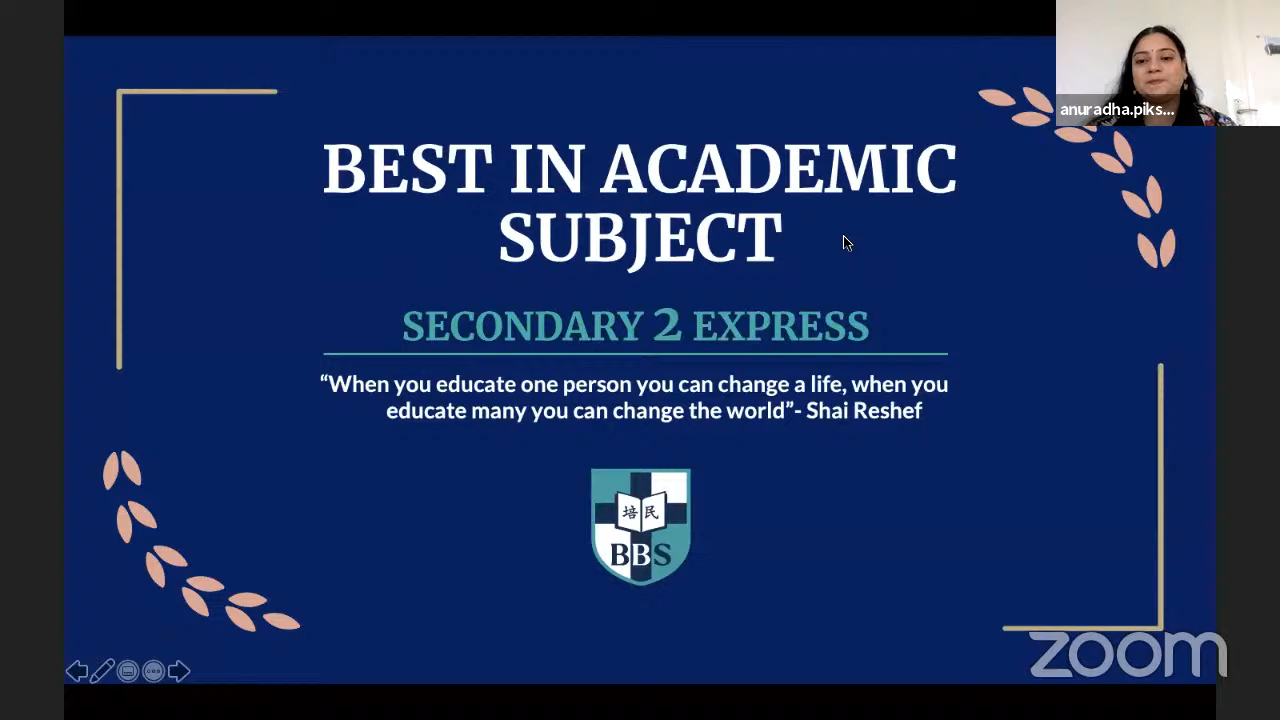 anuradha.piks...
BEST IN ACADEMIC
SUBJECT
SECONDARY 2 EXPRESS
“When you educate one person you can change a life, when you
educate many you can change the world”- Shai Reshef
培 民
BBS
zoom